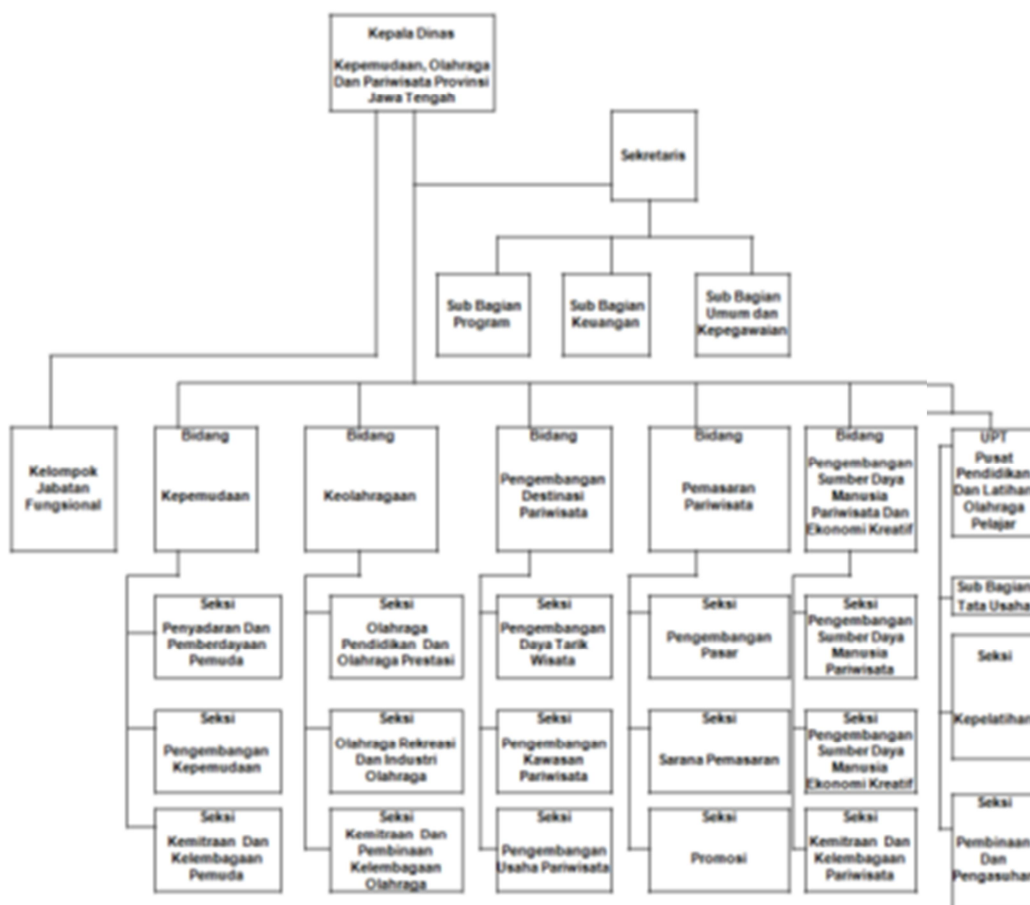 Kepala Dinas
Kepemudaan, Olahraga
Dan Pariwisata Provinsi
Jawa Tengah
Sekretaris
Sub Bagian
Program
Sub Bagian
Keuangan
Sub Bagian
Umum dan
Kepegawaian
Kelompok
Jabatan
Fungsional
Bidang
Kepemudaan
Bidang
Keolahragaan
Bidang
Pengembangan
Destinasi
Pariwisata
Bidang
Pemasaran
Pariwisata
Bidang
Pengembangan
Sumber Daya
Manusia
Pariwisata Dan
Ekonomi Kreatif
UPT
Pusat
Pendidikan
Dan Latihan
Olahraga
Pelajar
Seksi
Penyadaran Dan
Pemberdayaan
Pemuda
Seksi
Olahraga
Pendidikan Dan
Olahraga Prestasi
Seksi
Pengembangan
Daya Tarik
Wisata
Seksi
Pengembangan
Pasar
Seksi
Pengembangan
Sumber Daya
Manusia
Pariwisata
Sub Bagian
Tata Usaha
Seksi
Pengembangan
Kepemudaan
Seksi
Olahraga Rekreasi
Dan Industri
Olahraga
Seksi
Pengembangan
Kawasan
Pariwisata
Seksi
Sarana Pemasaran
Seksi
Pengembangan
Sumber Daya
Manusia
Ekonomi Kreatif
Seksi
Kepelatihan
Seksi
Kemitraan Dan
Kelembagaan
Pemuda
Seksi
Kemitraan Dan
Pembinaan
Kelembagaan
Olahraga
Seksi
Pengembangan
Usaha Pariwisata
Seksi
Promosi
Seksi
Kemitraan Dan
Kelembagaan
Pariwisata
Seksi
Pembinaan
Dan
Pengasuhan